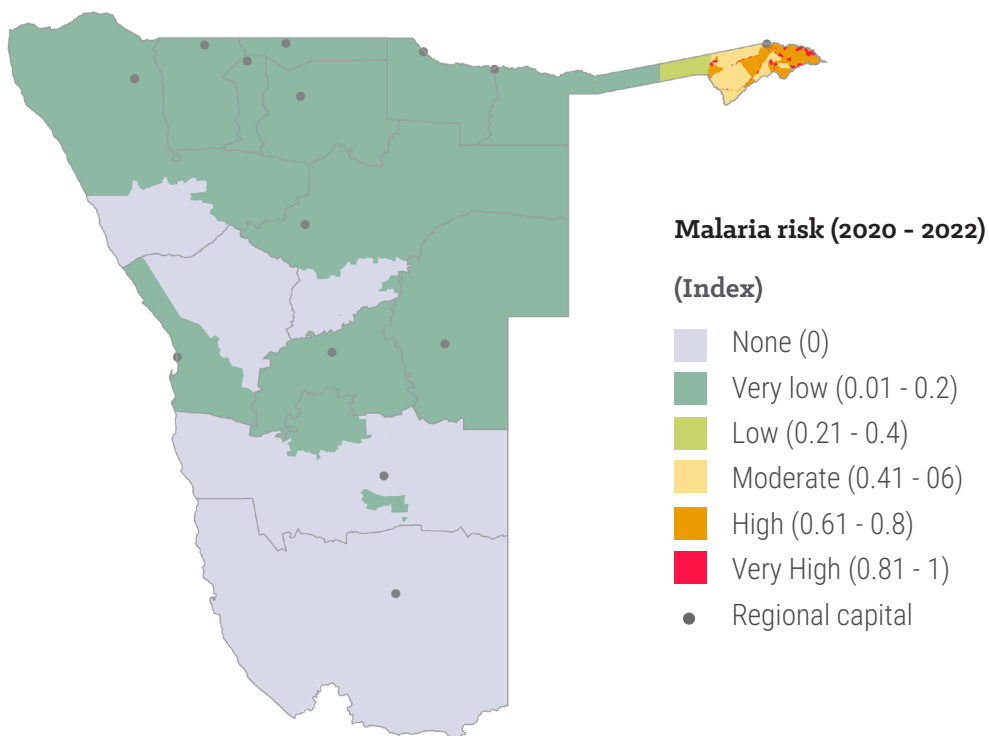 Malaria risk (2020 - 2022)
(Index)
None (0)
Very low (0.01 - 0.2)
Low (0.21 - 0.4)
Moderate (0.41 - 06)
High (0.61 - 0.8)
Very High (0.81 - 1)
Regional capital